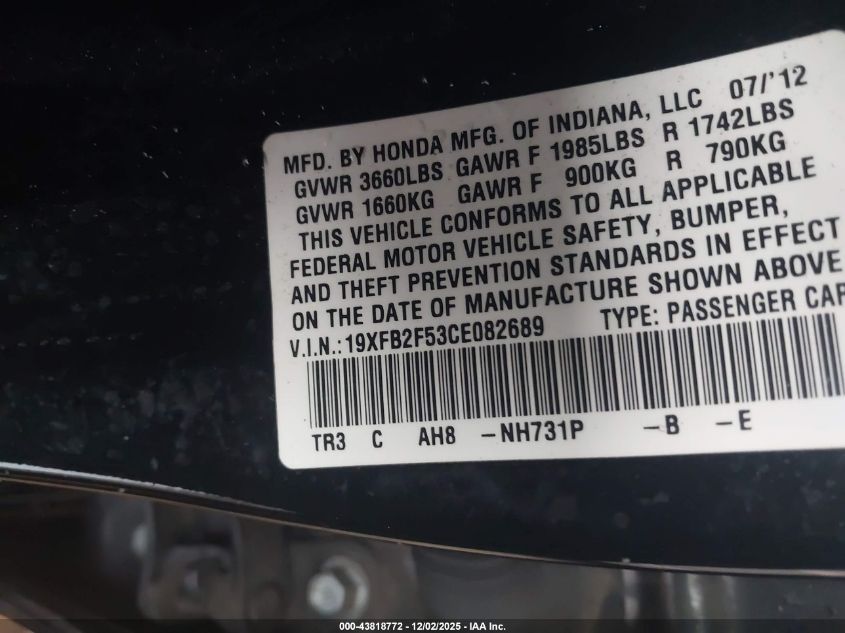 MFD. BY HONDA MFG. OF INDIANA, LLC 07/'12
GVWR 3660LBS GAWR F 1985LBS R 1742LBS
GVWR 1660KG GAWR F 900KG R 790KG
THIS VEHICLE CONFORMS TO ALL APPLICABLE
FEDERAL MOTOR VEHICLE SAFETY, BUMPER,
AND THEFT PREVENTION STANDARDS IN EFFECT
ON THE DATE OF MANUFACTURE SHOWN ABOVE
V.I.N.:19XFB2F53CE082689 TYPE: PASSENGER CAR
TR3 C AH8 -NH731P -B -E
000-43818772 - 12/02/2025 - IAA Inc.